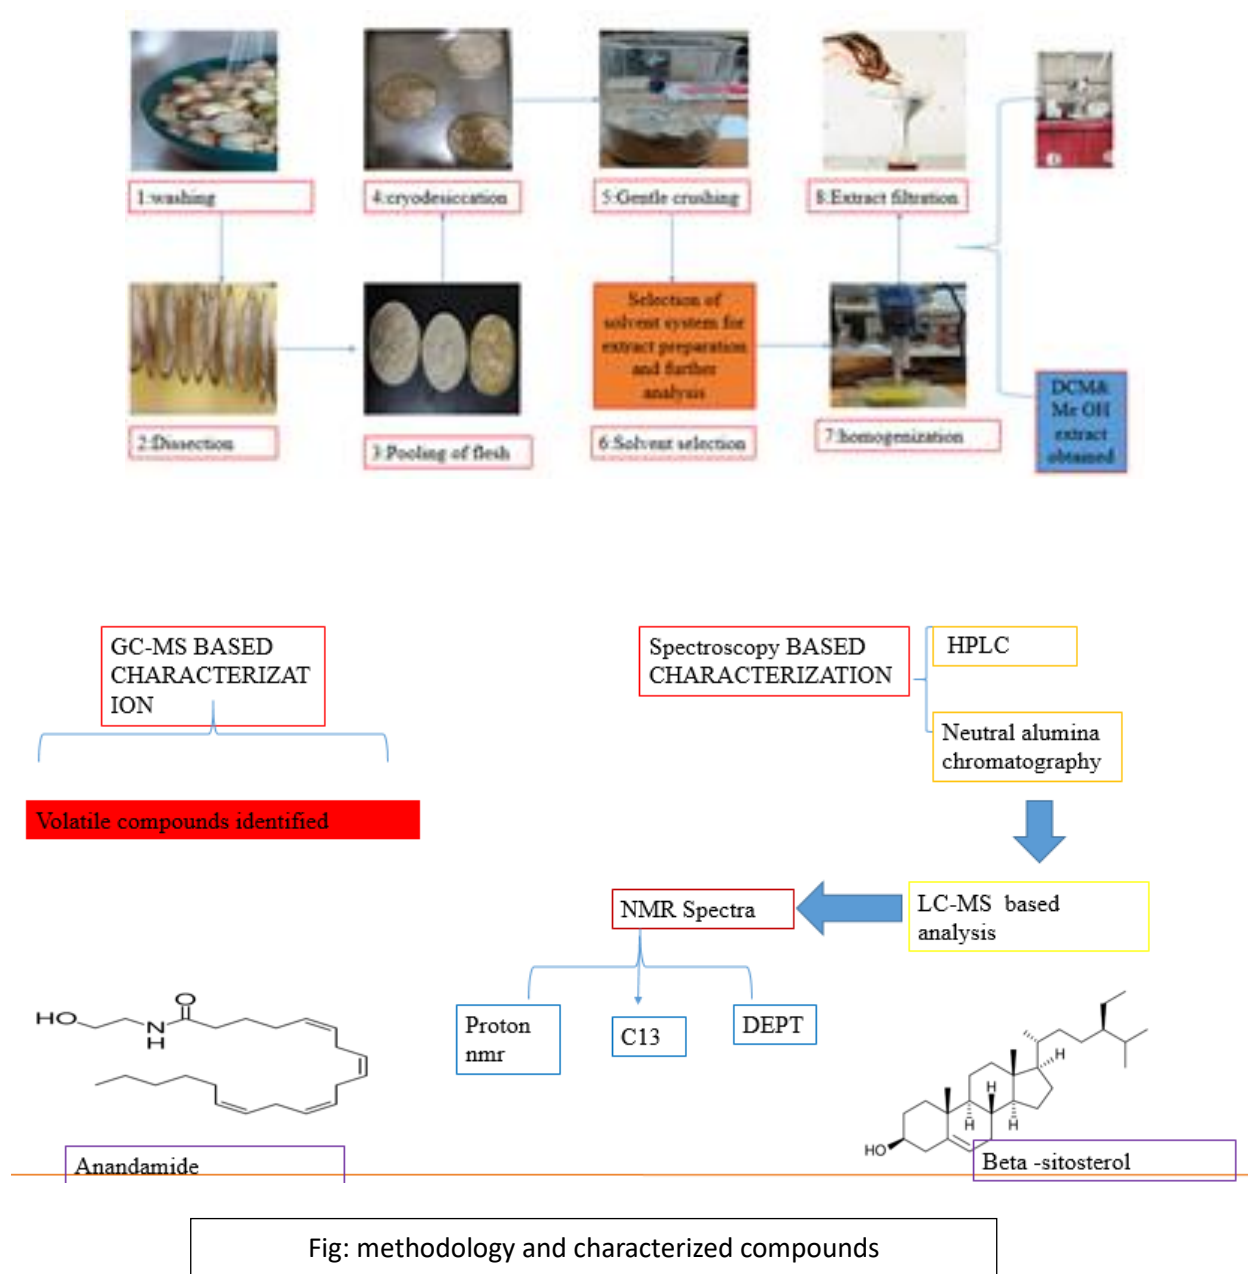 1:washing
4:cryodesiccation
5:Gentle crushing
8:Extract filtration
2:Dissection
3:Pooling of flesh
Selection of
solvent system for
extract preparation
and further
analysis
6:Solvent selection
7:homogenization
DCM&
Me OH
extract
obtained
GC-MS BASED
CHARACTERIZAT
ION
Volatile compounds identified
Spectroscopy BASED
CHARACTERIZATION
HPLC
Neutral alumina
chromatography
LC-MS based
analysis
NMR Spectra
Proton
nmr
C13
DEPT
HO
N
H
O
Anandamide
H
H
H
H
HO
Beta -sitosterol
Fig: methodology and characterized compounds